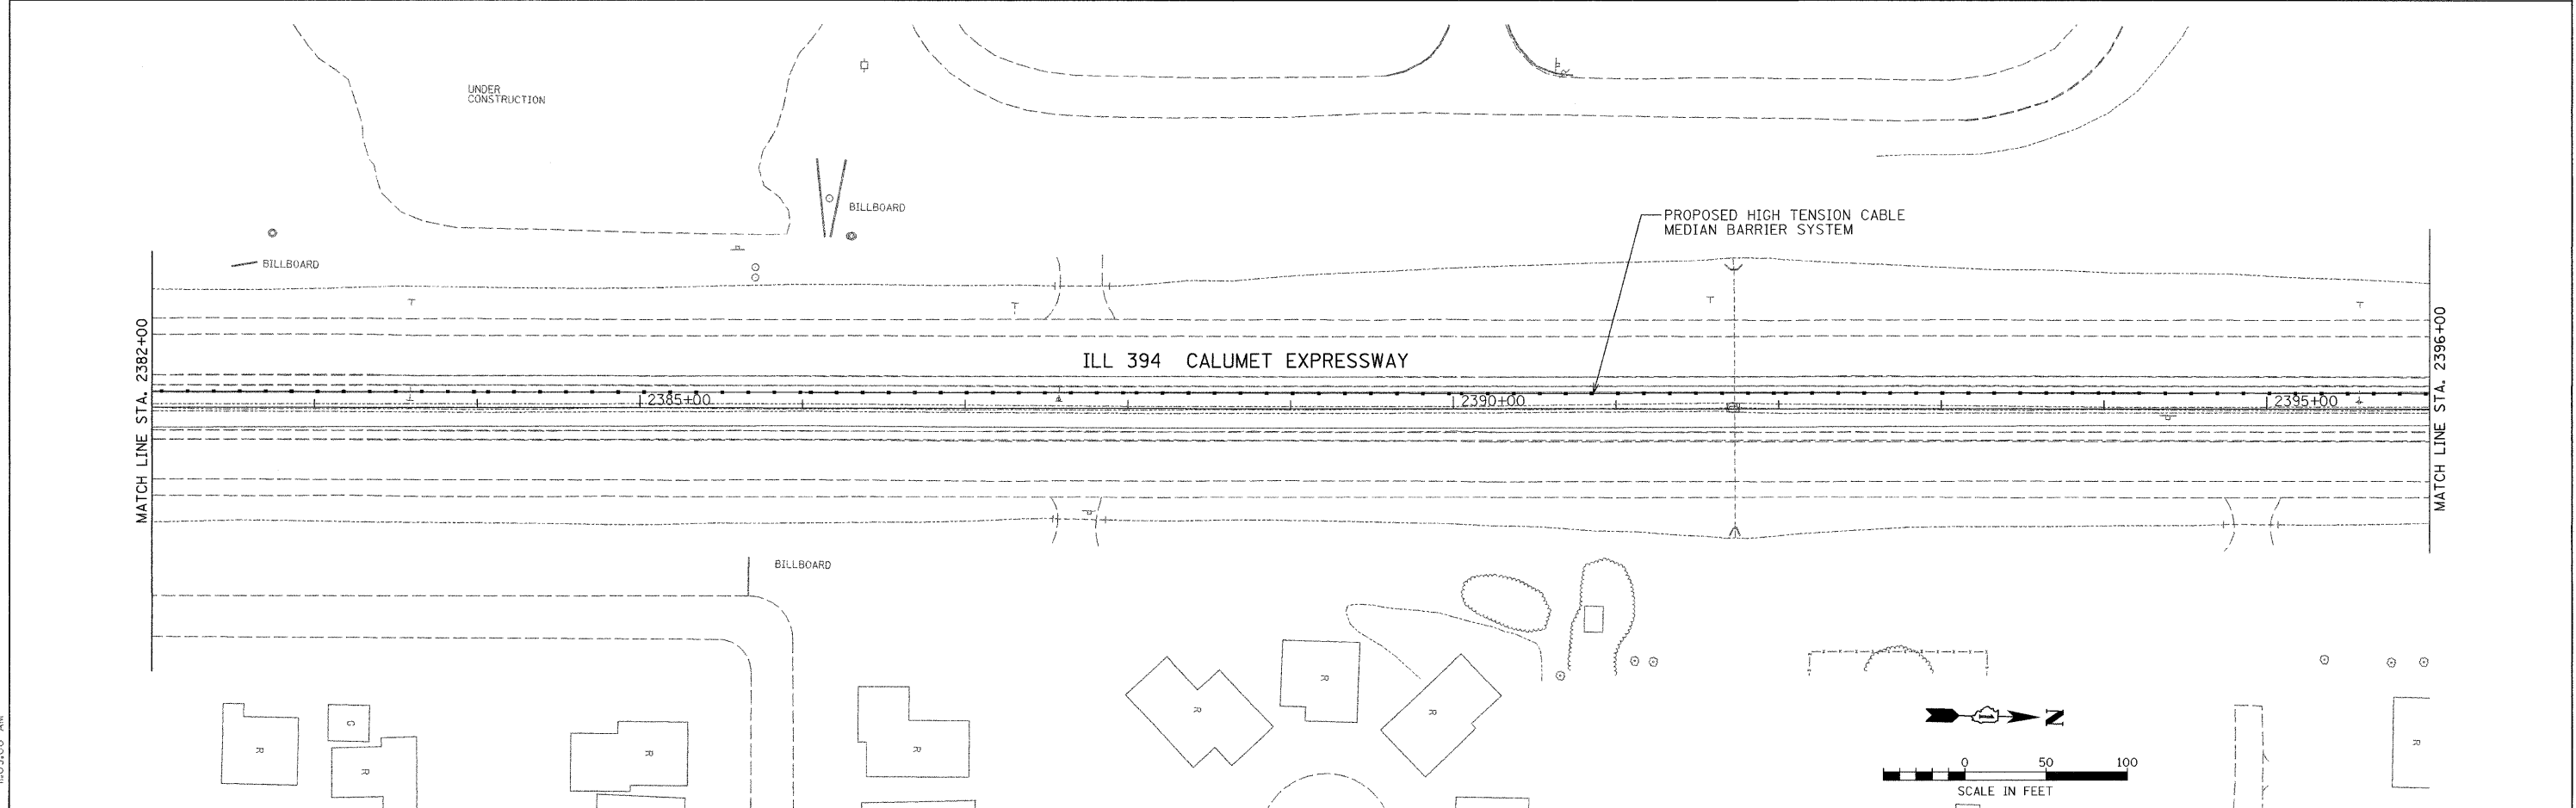 UNDER
CONSTRUCTION
BILLBOARD
PROPOSED HIGH TENSION CABLE
MEDIAN BARRIER SYSTEM
BILLBOARD
MATCH LINE STA. 2382+00
ILL 394 CALUMET EXPRESSWAY
MATCH LINE STA. 2396+00
2385+00
2390+00
2395+00
BILLBOARD
R
G
R
R
R
R
R
R
R
N
0 50 100
SCALE IN FEET